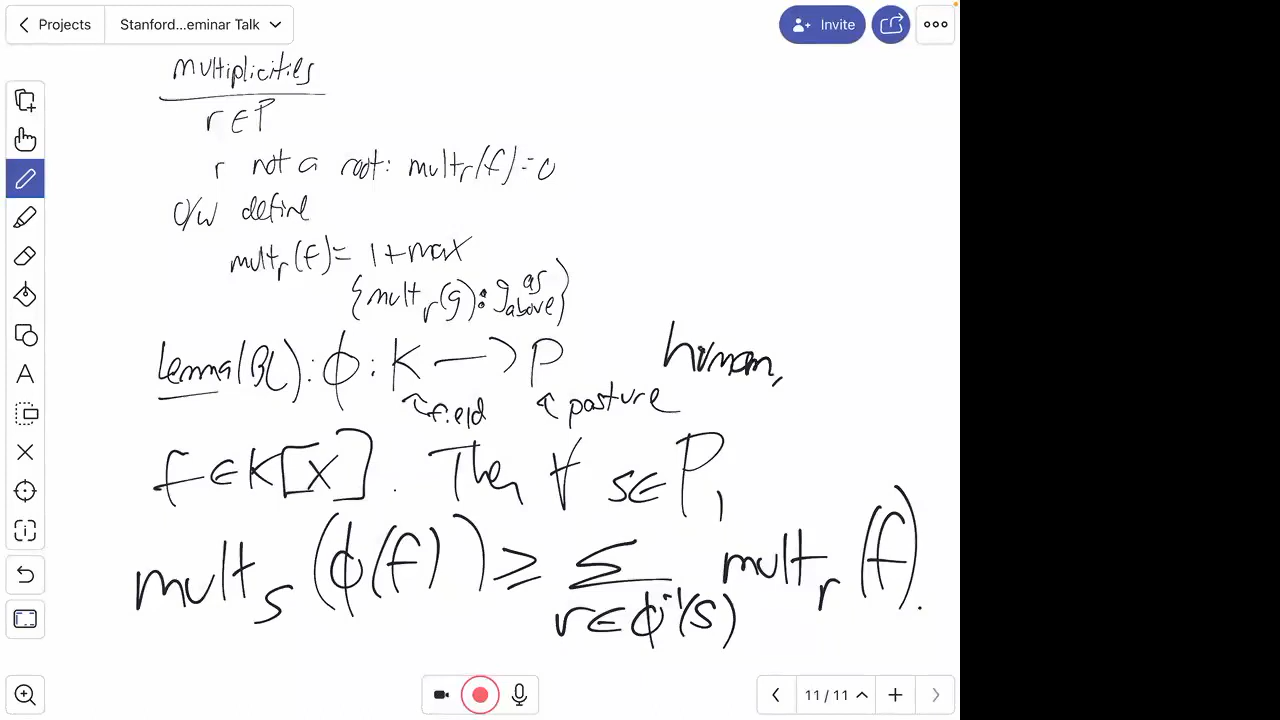 Projects
Stanford...eminar Talk
Invite
multiplicities
r ∈ P
r not a root: mult_r(f) = 0
o/w define
mult_r(f) = 1 + max
{mult_r(g) : g as above}
Lemma (BL): φ : K → P
↑ field ↑ pasture
f ∈ K[x]. Then ∀ s ∈ P,
mult_s(φ(f)) ≥ Σ_{r ∈ φ^{-1}(s)} mult_r(f).
11 / 11